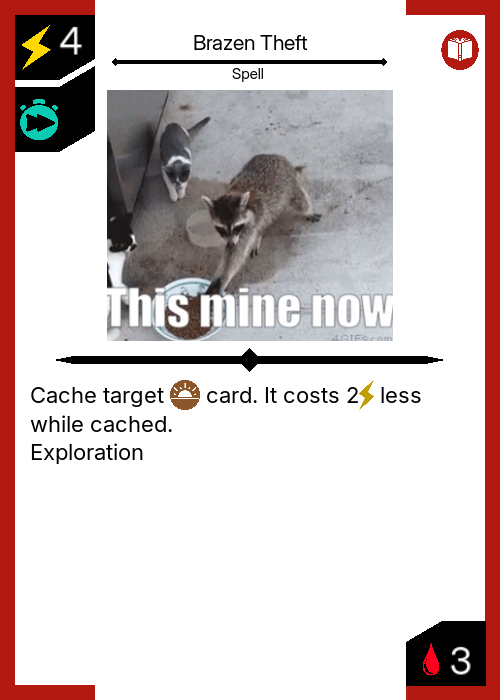 4
Brazen Theft
Spell
This mine now
4GIFs.com
Cache target card. It costs 2 less
while cached.
Exploration
3